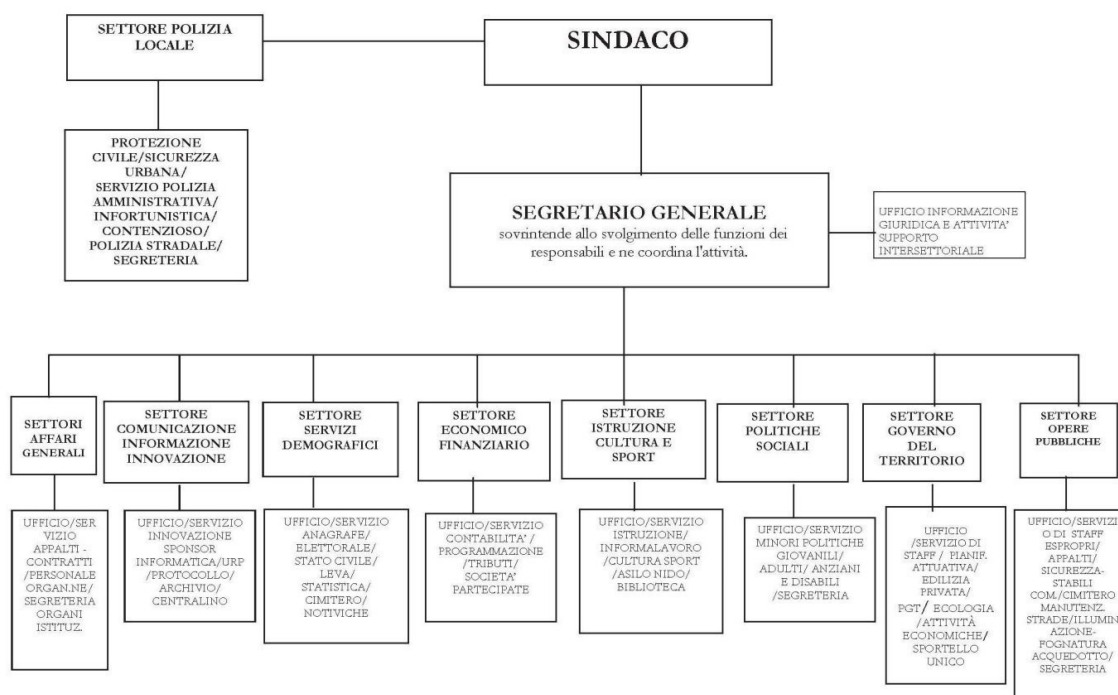 SETTORE POLIZIA
LOCALE
SINDACO
PROTEZIONE
CIVILE/SICUREZZA
URBANA/
SERVIZIO POLIZIA
AMMINISTRATIVA/
INFORTUNISTICA/
CONTENZIOSO/
POLIZIA STRADALE/
SEGRETERIA
SEGRETARIO GENERALE
sovrintende allo svolgimento delle funzioni dei
responsabili e ne coordina l'attività.
UFFICIO INFORMAZIONE
GIURIDICA E ATTIVITA'
SUPPORTO
INTERSETTORIALE
SETTORI
AFFARI
GENERALI
SETTORE
COMUNICAZIONE
INFORMAZIONE
INNOVAZIONE
SETTORE
SERVIZI
DEMOGRAFICI
SETTORE
ECONOMICO
FINANZIARIO
SETTORE
ISTRUZIONE
CULTURA E
SPORT
SETTORE
POLITICHE
SOCIALI
SETTORE
GOVERNO
DEL
TERRITORIO
SETTORE
OPERE
PUBBLICHE
UFFICIO/SER
VIZIO
APPALTI -
CONTRATTI
/PERSONALE
ORGAN.NE/
SEGRETERIA
ORGANI
ISTITUZ.
UFFICIO/SERVIZIO
INNOVAZIONE
SPONSOR
INFORMATICA/URP
/PROTOCOLLO/
ARCHIVIO/
CENTRALINO
UFFICIO/SERVIZIO
ANAGRAFE/
ELETTORALE/
STATO CIVILE/
LEVA/
STATISTICA/
CIMITERO/
NOTIVICHE
UFFICIO/SERVIZIO
CONTABILITA'/
PROGRAMMAZIONE
/TRIBUTI/
SOCIETA'
PARTECIPATE
UFFICIO/SERVIZIO
ISTRUZIONE/
INFORMALAVORO
/CULTURA SPORT
/ASILO NIDO/
BIBLIOTECA
UFFICIO/SERVIZIO
MINORI POLITICHE
GIOVANILI/
ADULTI/ ANZIANI
E DISABILI
/SEGRETERIA
UFFICIO
/SERVIZIO DI
STAFF/ PIANIF.
ATTUATIVA/
EDILIZIA
PRIVATA/
PGT/ ECOLOGIA
/ATTIVITÀ
ECONOMICHE/
SPORTELLO
UNICO
UFFICIO/SERVIZI
O DI STAFF
ESPROPRI/
APPALTI/
SICUREZZA-
STABILI
COM./CIMITERO
MANUTENZ.
STRADE/ILLUMIN
AZIONE-
FOGNATURA
ACQUEDOTTO/
SEGRETERIA